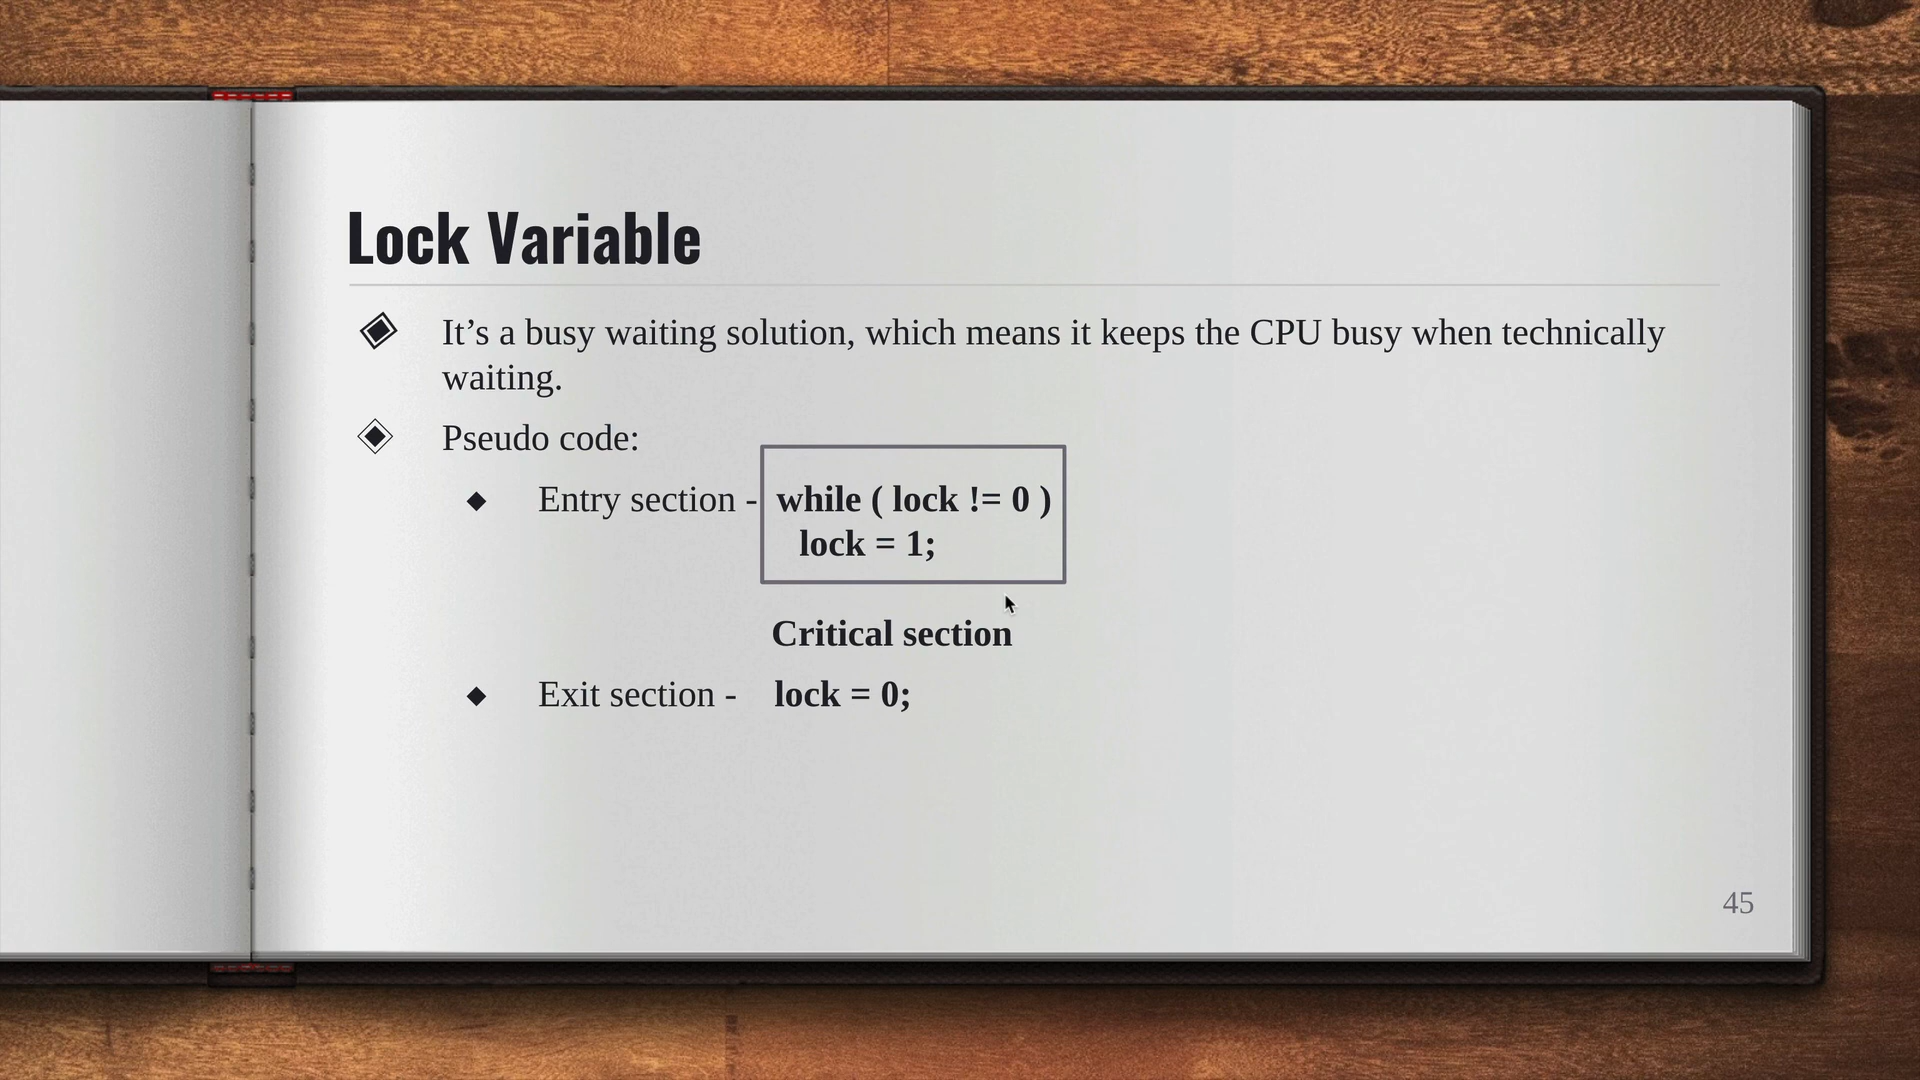 Lock Variable
It’s a busy waiting solution, which means it keeps the CPU busy when technically
waiting.
Pseudo code:
Entry section - while ( lock != 0 )
lock = 1;
Critical section
Exit section - lock = 0;
45